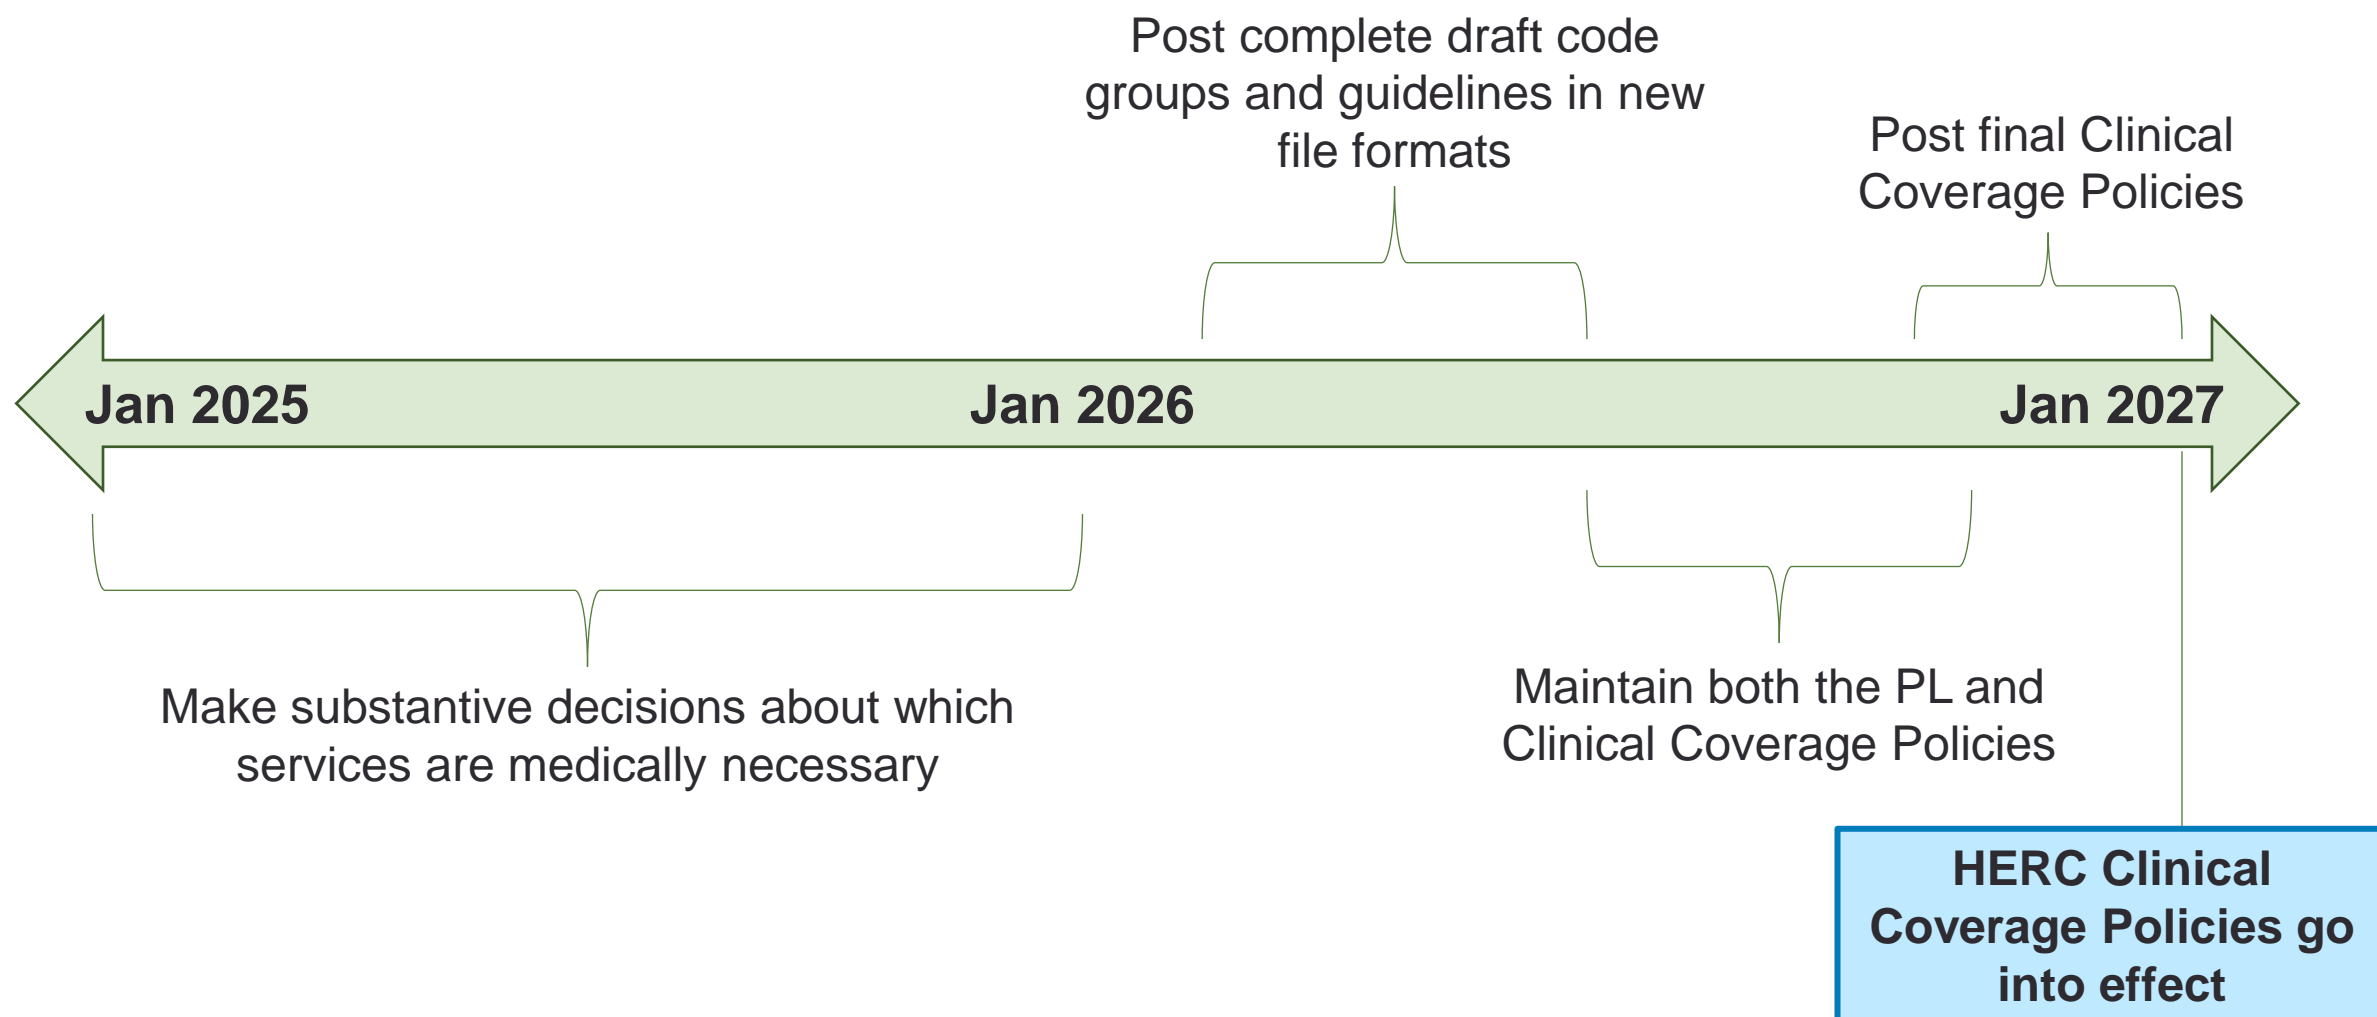 Post complete draft code
groups and guidelines in new
file formats
Post final Clinical
Coverage Policies
Jan 2025
Jan 2026
Jan 2027
Make substantive decisions about which
services are medically necessary
Maintain both the PL and
Clinical Coverage Policies
HERC Clinical
Coverage Policies go
into effect